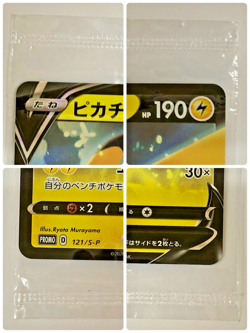 たね ピカチ HP 190
30×
自分のベンチポケモ
弱点 ×2
Illus.Ryota Murayama
PROMO D 121/S-P
はサイドを2枚とる。